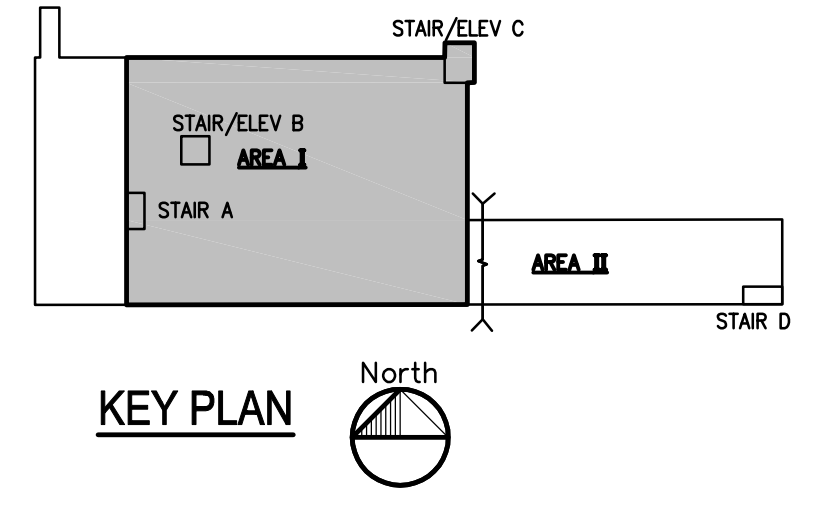 STAIR/ELEV C
STAIR/ELEV B
AREA I
STAIR A
AREA II
STAIR D
North
KEY PLAN